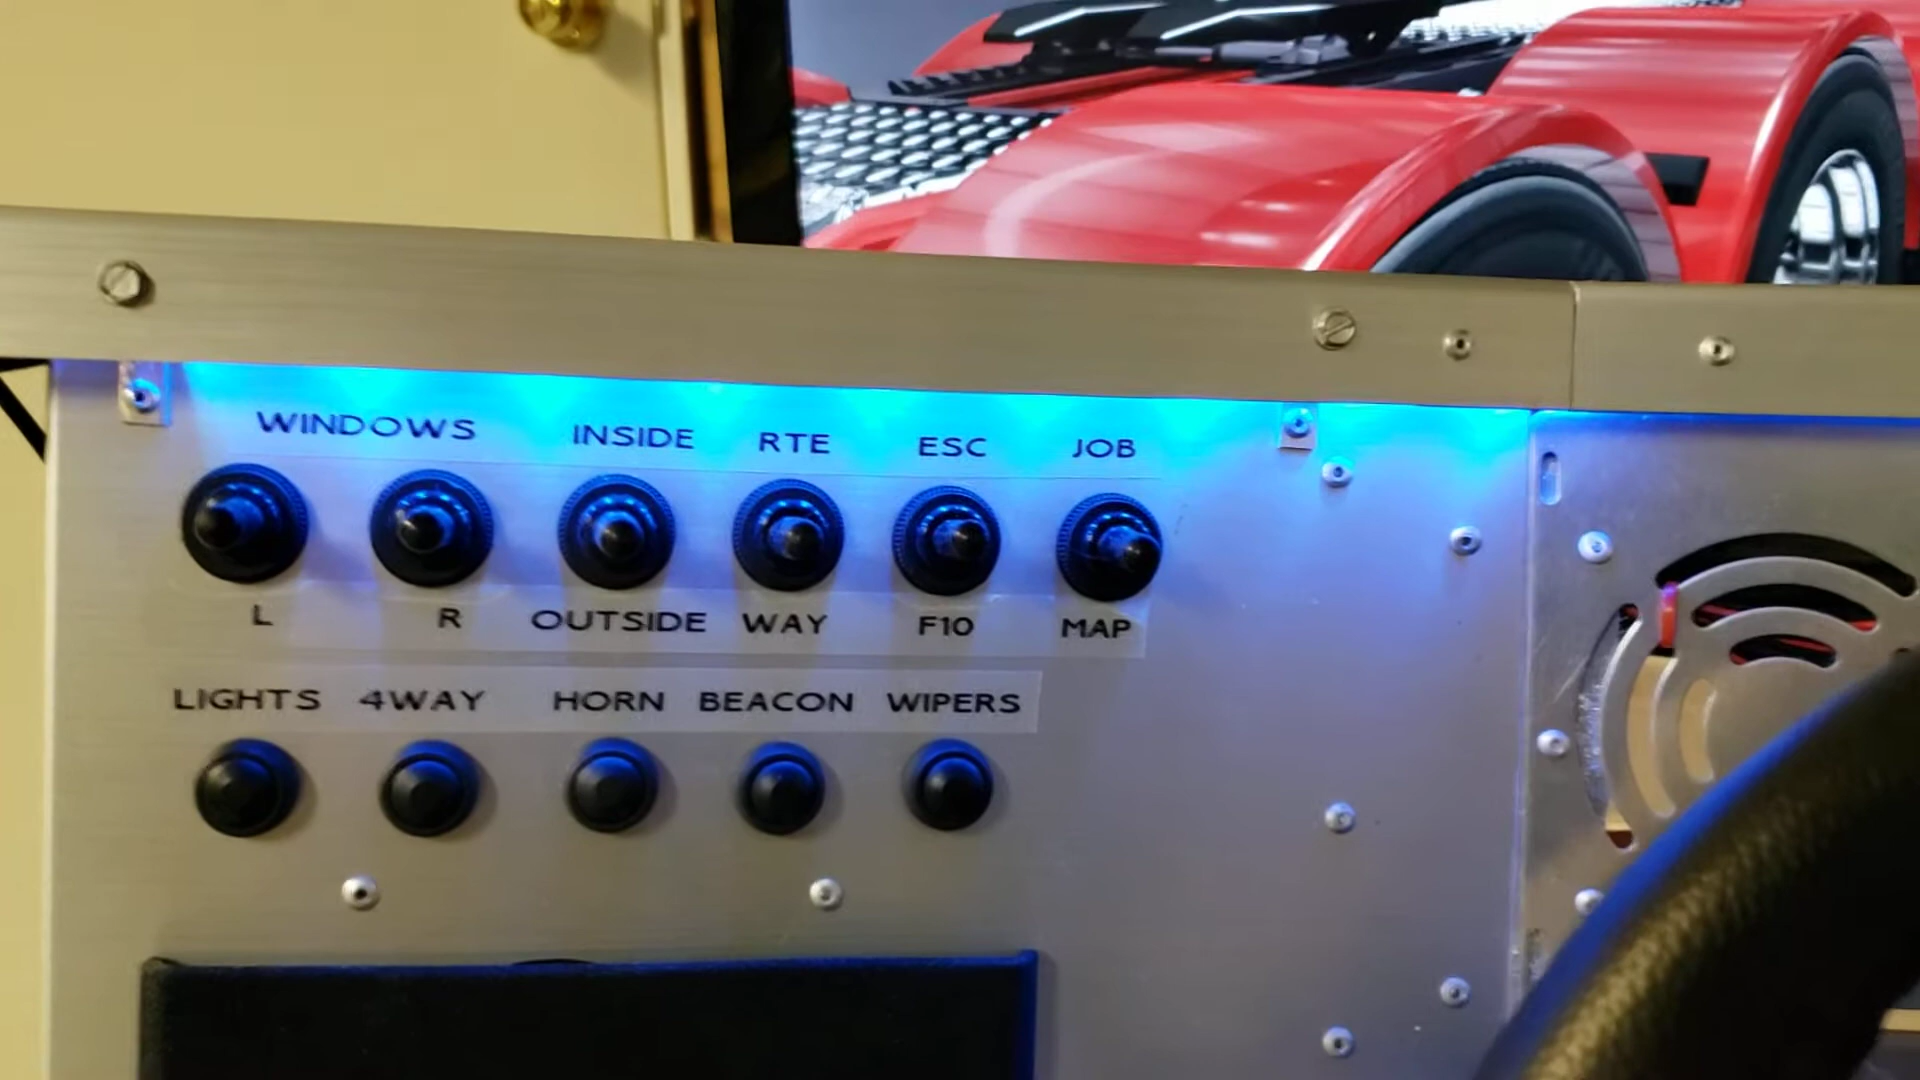 WINDOWS INSIDE RTE ESC JOB
L R OUTSIDE WAY F10 MAP
LIGHTS 4WAY HORN BEACON WIPERS